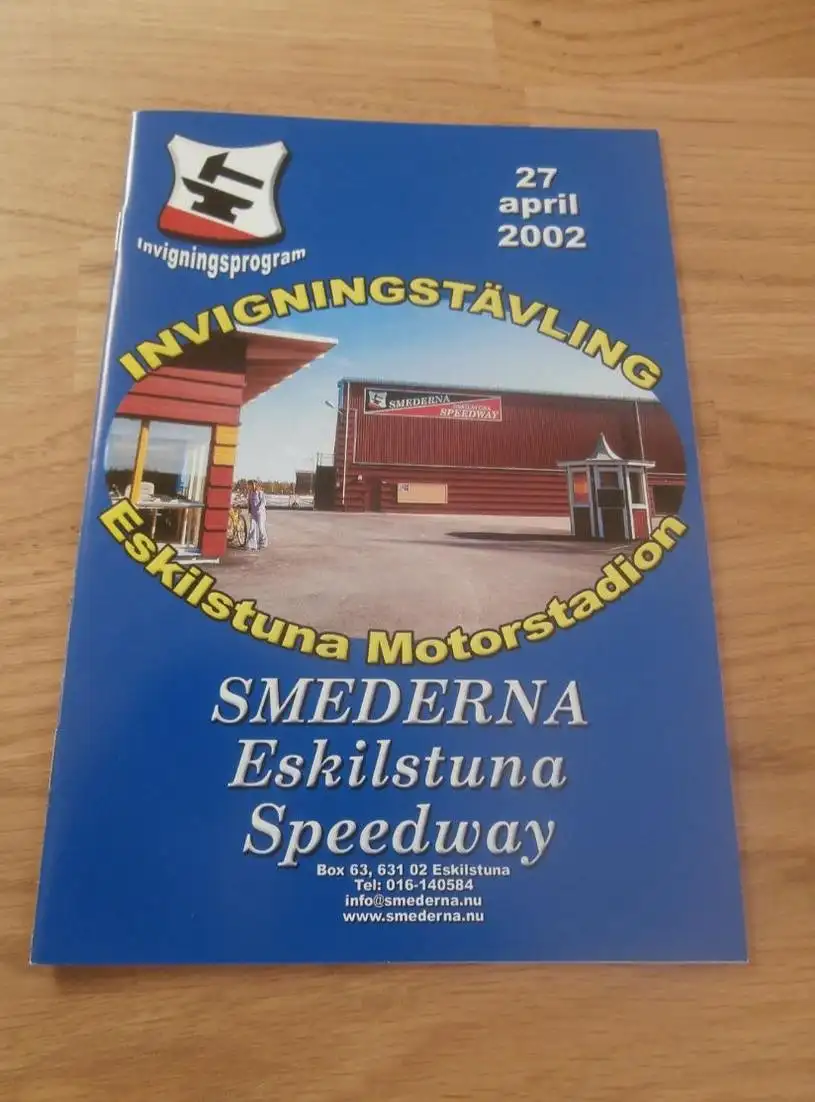 27
april
2002
Invigningsprogram
INVIGNINGSTÄVLING
SMEDERNA
SPEEDWAY
Eskilstuna Motorstadion
SMEDERNA
Eskilstuna
Speedway
Box 63, 631 02 Eskilstuna
Tel: 016-140584
info@smederna.nu
www.smederna.nu